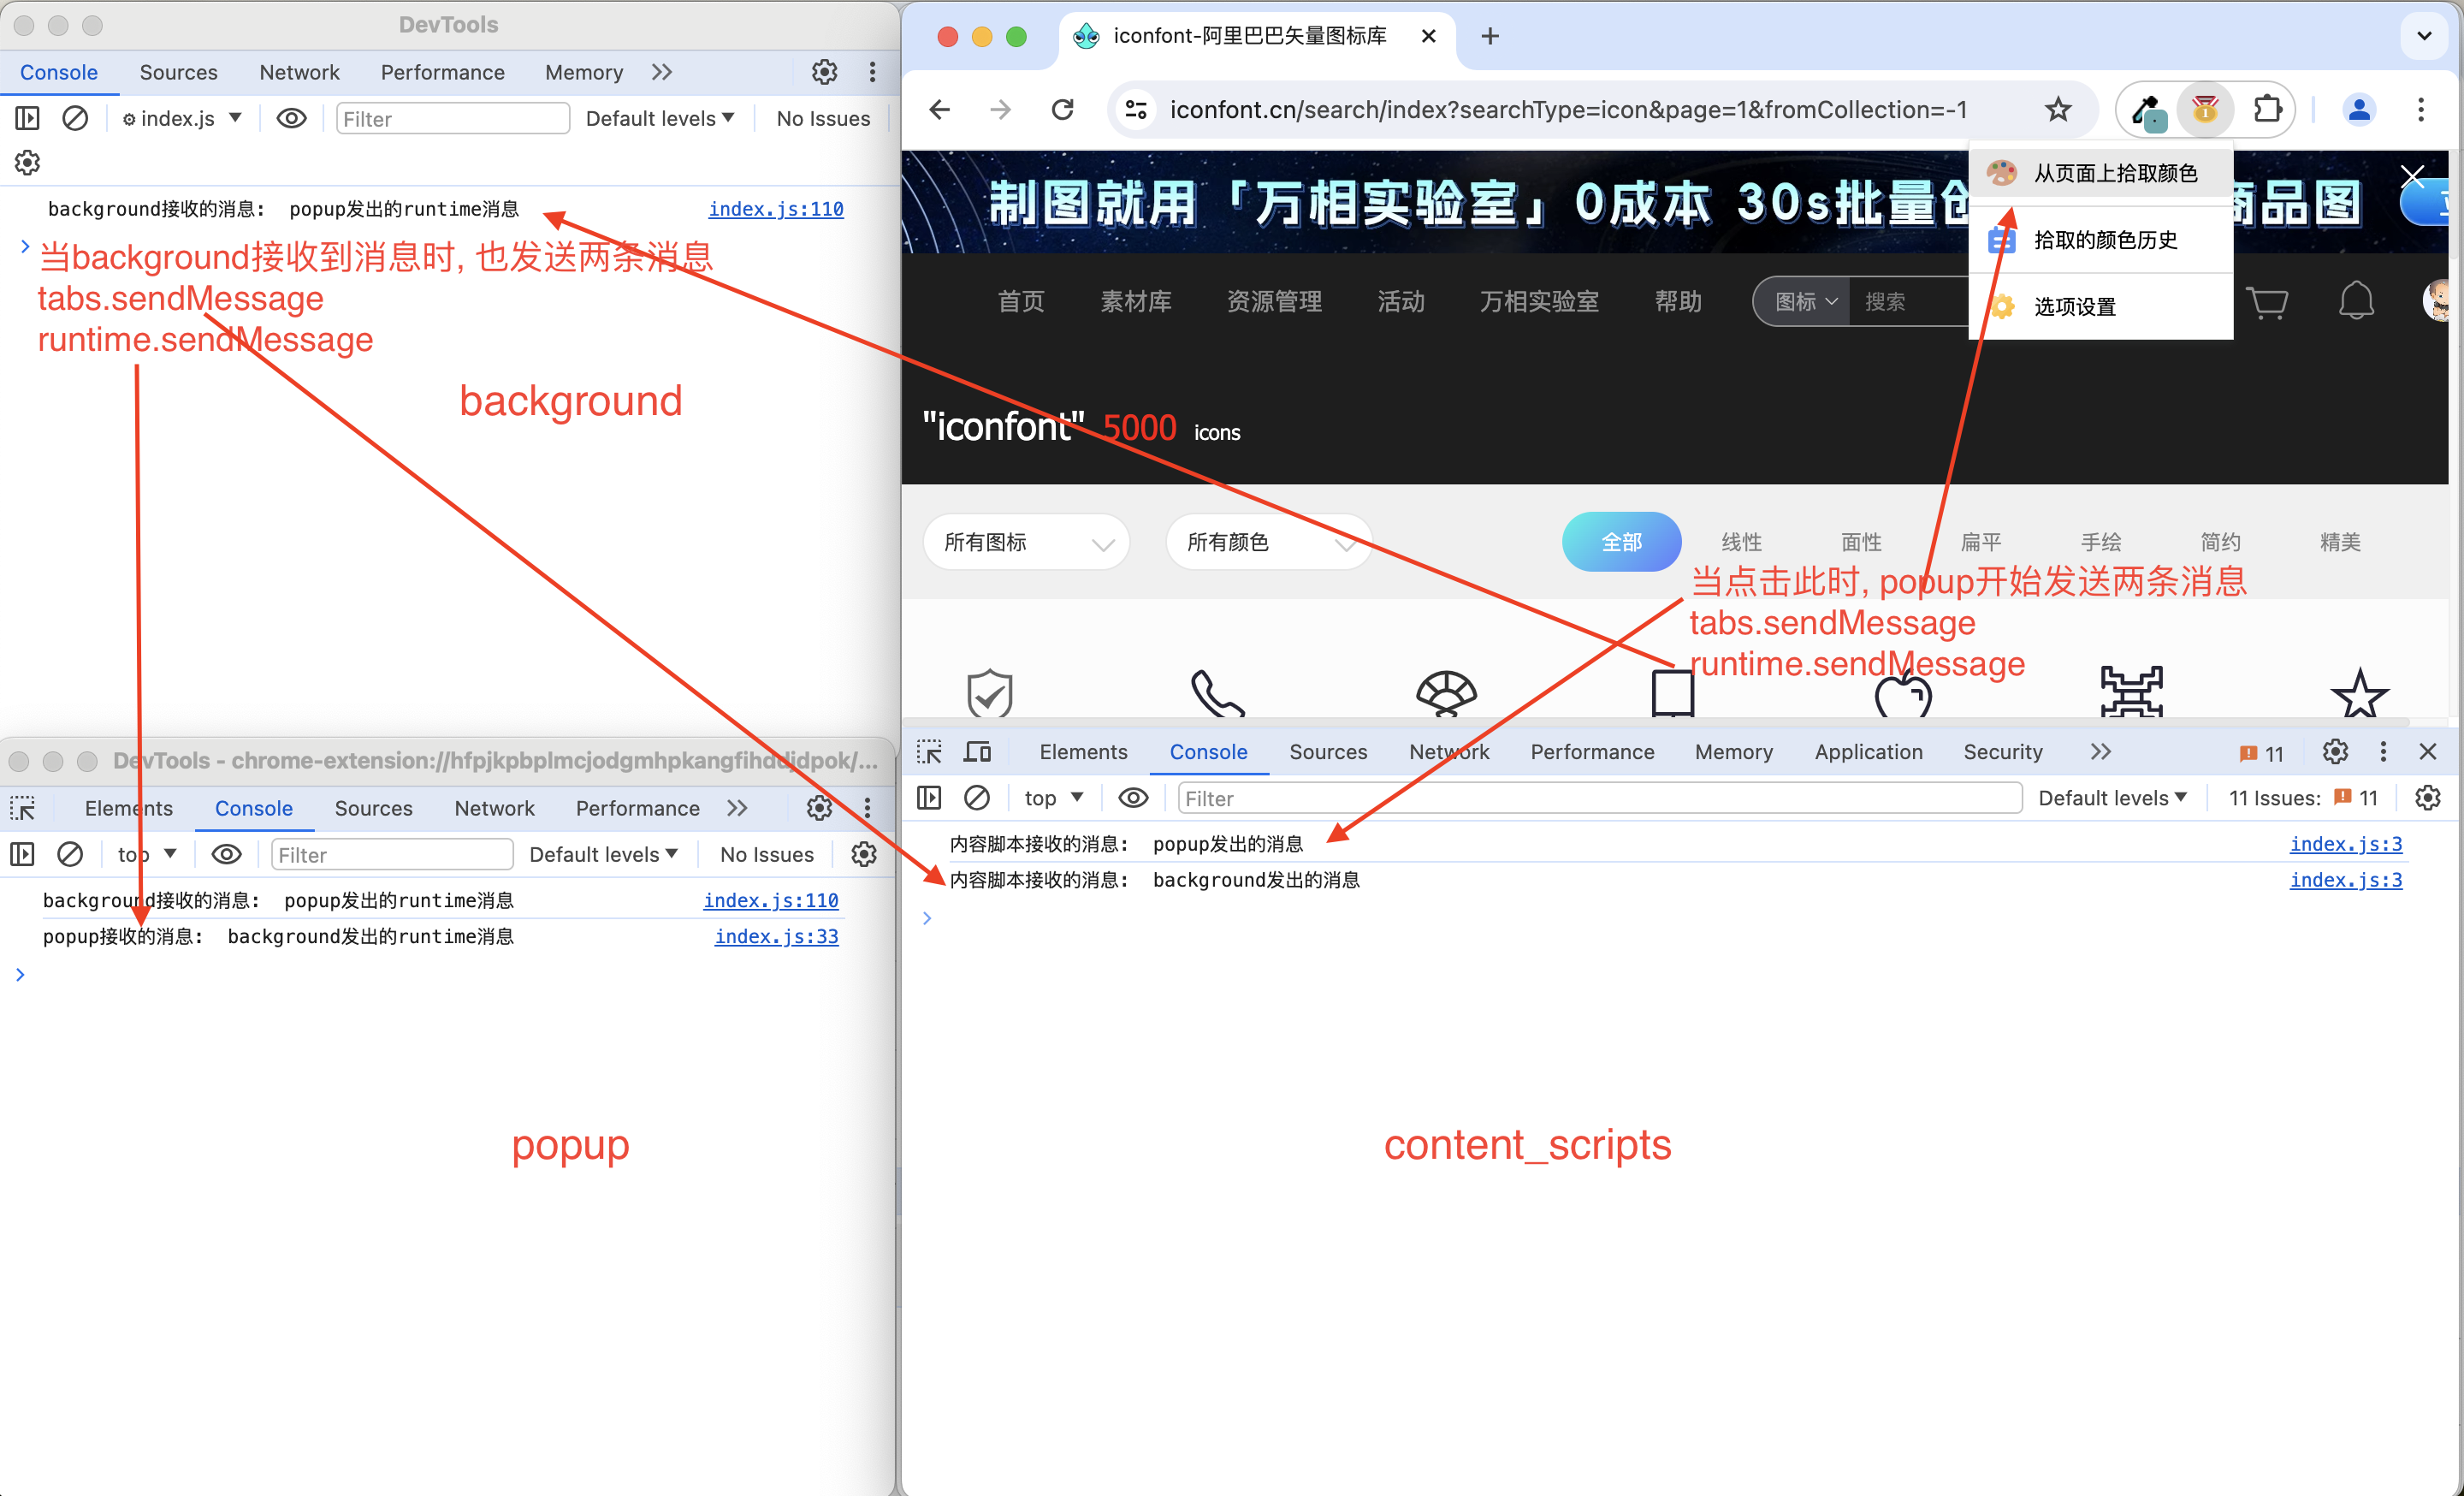 DevTools
Console Sources Network Performance Memory
index.js Filter Default levels No Issues
background接收的消息: popup发出的runtime消息 index.js:110
当background接收到消息时, 也发送两条消息
tabs.sendMessage
runtime.sendMessage
background
DevTools - chrome-extension://hfpjkpbplmcjodgmhpkangfihddjdpok/...
Elements Console Sources Network Performance
top Filter Default levels No Issues
background接收的消息: popup发出的runtime消息 index.js:110
popup接收的消息: background发出的runtime消息 index.js:33
popup
iconfont-阿里巴巴矢量图标库
iconfont.cn/search/index?searchType=icon&page=1&fromCollection=-1
从页面上拾取颜色
拾取的颜色历史
选项设置
制图就用「万相实验室」0成本 30s批量
商品图
首页 素材库 资源管理 活动 万相实验室 帮助 图标 搜索
"iconfont" 5000 icons
所有图标 所有颜色 全部 线性 面性 扁平 手绘 简约 精美
当点击此时, popup开始发送两条消息
tabs.sendMessage
runtime.sendMessage
Elements Console Sources Network Performance Memory Application Security 11
top Filter Default levels 11 Issues: 11
内容脚本接收的消息: popup发出的消息 index.js:3
内容脚本接收的消息: background发出的消息 index.js:3
content_scripts